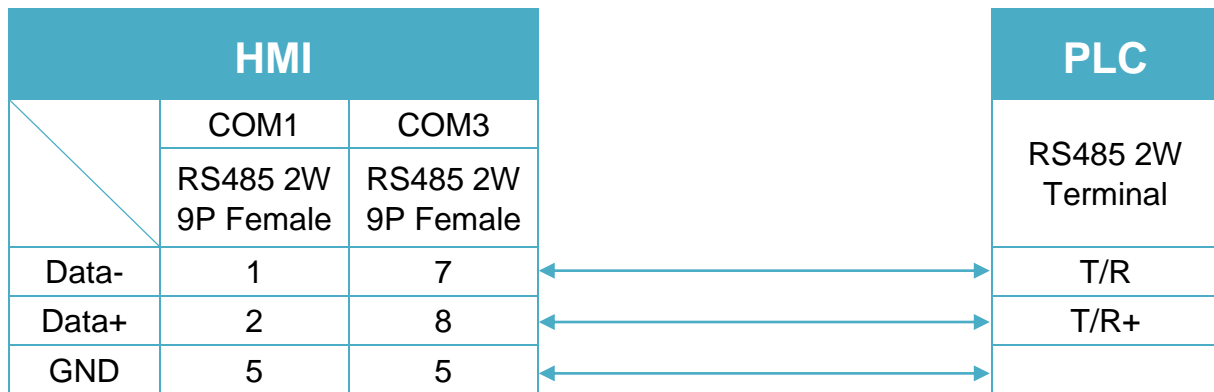 HMI PLC
COM1 COM3
RS485 2W
9P Female
RS485 2W
9P Female
RS485 2W
Terminal
Data- 1 7 T/R
Data+ 2 8 T/R+
GND 5 5